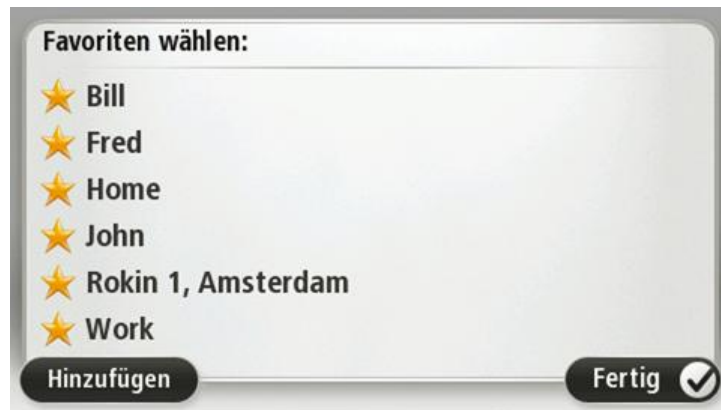 Favoriten wählen:
Bill
Fred
Home
John
Rokin 1, Amsterdam
Work
Hinzufügen
Fertig